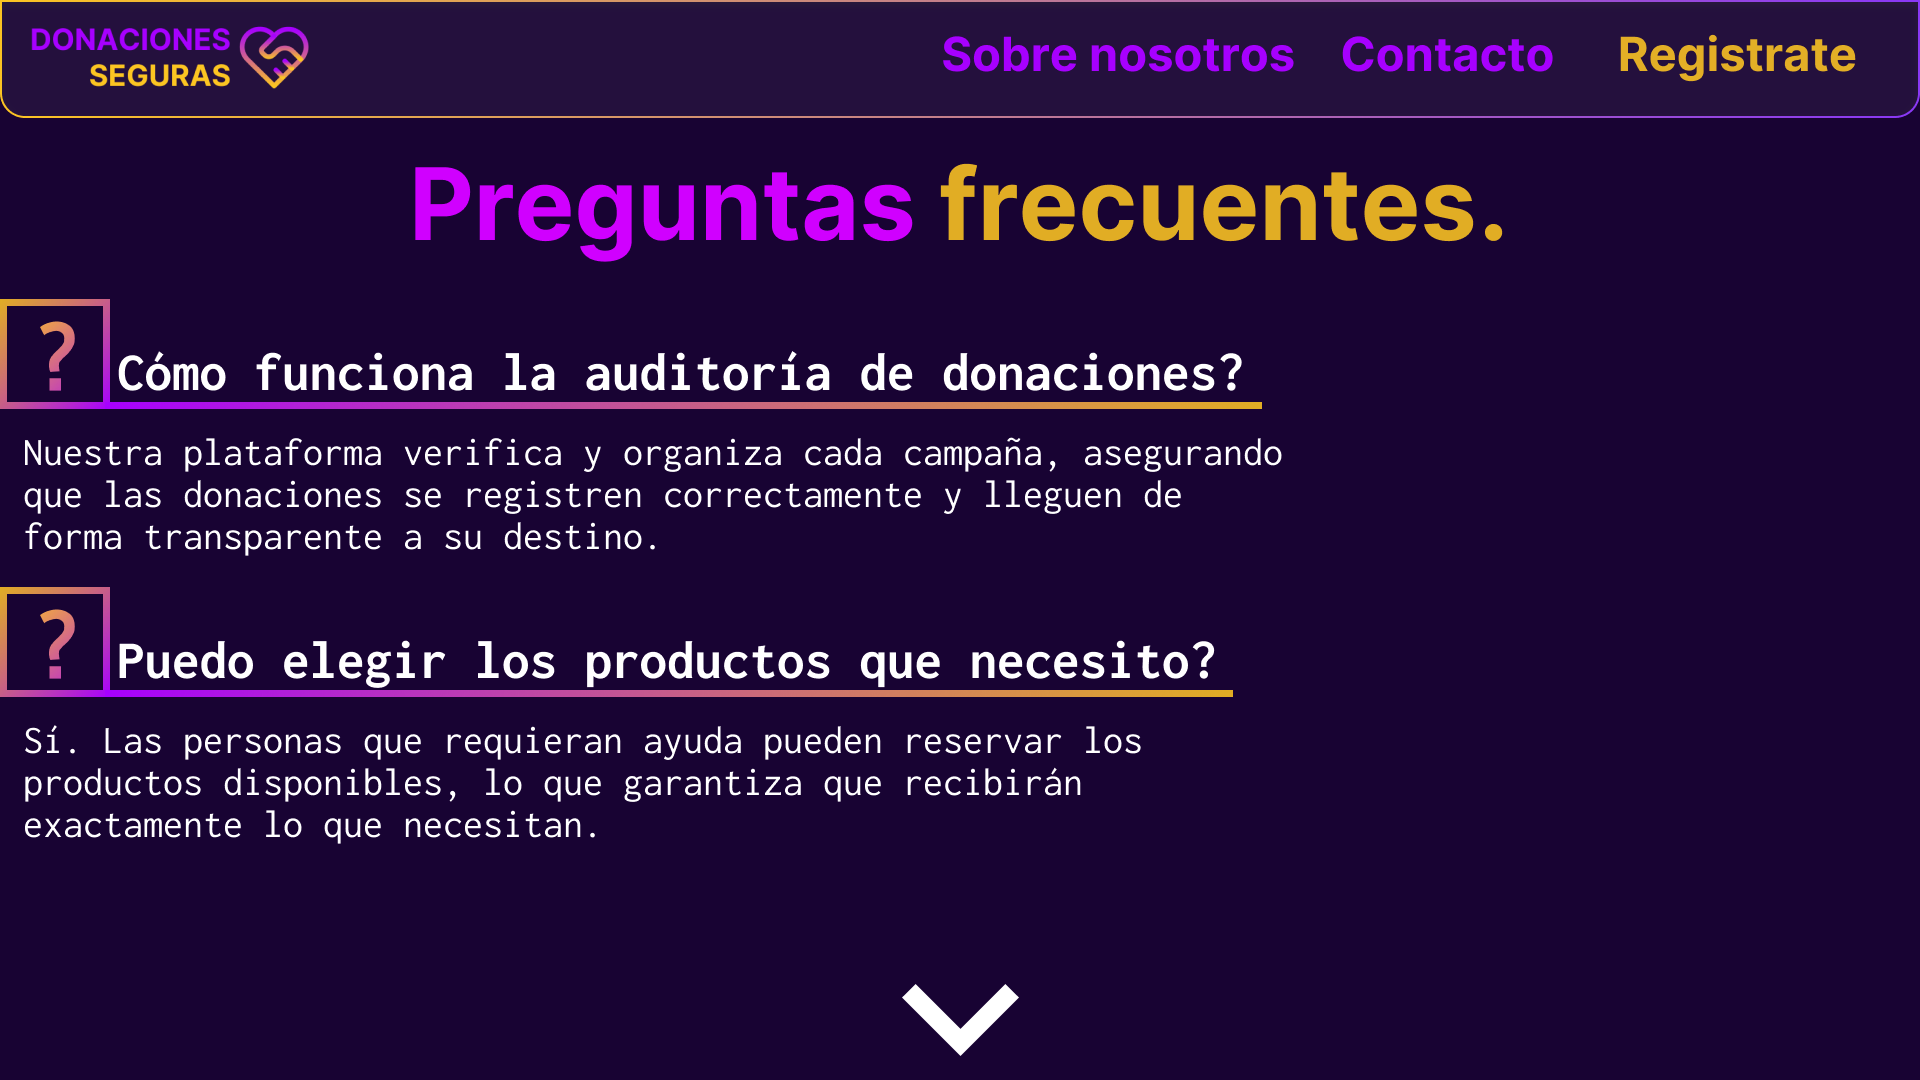 DONACIONES
SEGURAS
Sobre nosotros Contacto Registrate
Preguntas frecuentes.
? Cómo funciona la auditoría de donaciones?
Nuestra plataforma verifica y organiza cada campaña, asegurando
que las donaciones se registren correctamente y lleguen de
forma transparente a su destino.
? Puedo elegir los productos que necesito?
Sí. Las personas que requieran ayuda pueden reservar los
productos disponibles, lo que garantiza que recibirán
exactamente lo que necesitan.